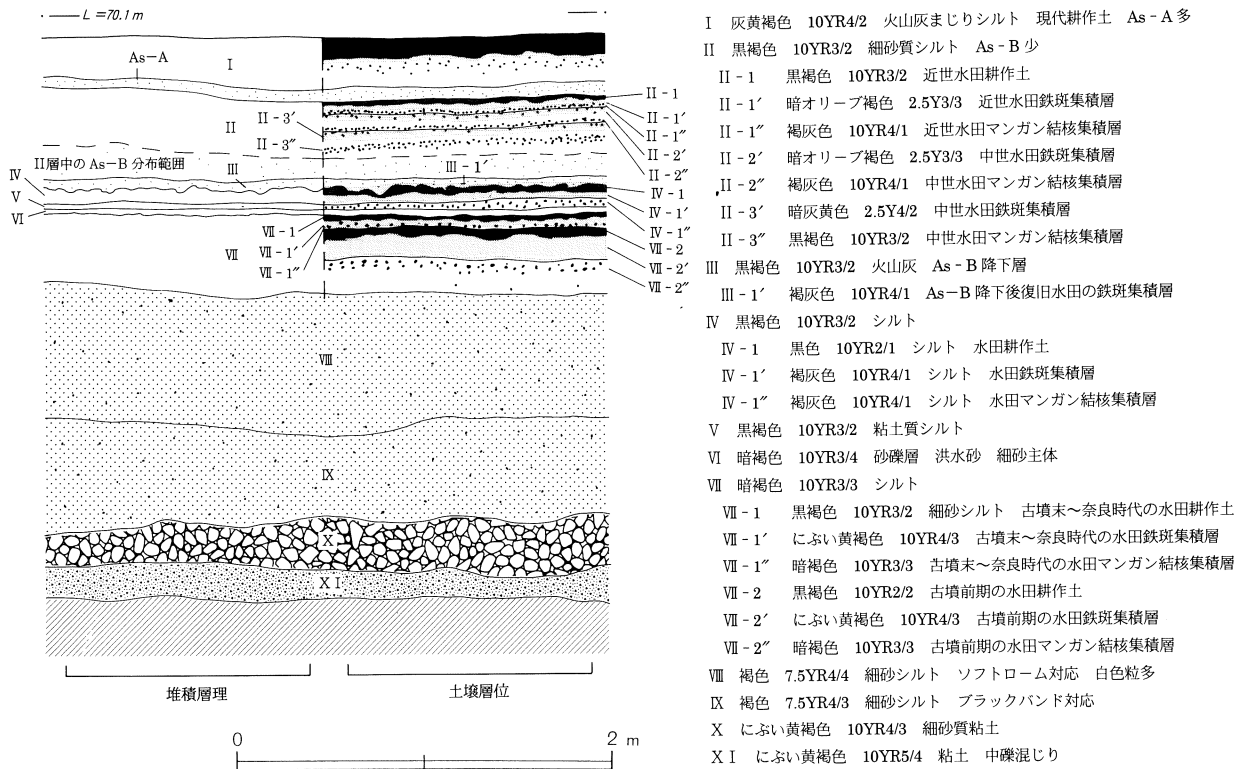 L=70.1m
As-A
I
II-3′
II
II-3″
II層中のAs-B分布範囲
III
III-1′
IV
V
VI
VII-1
VII-1′
VII
VII-1″
II-1
II-1′
II-1″
II-2′
II-2″
IV-1
IV-1′
IV-1″
VII-2
VII-2′
VII-2″
VIII
IX
X
XI
堆積層理
土壌層位
0
2 m
I 灰黄褐色 10YR4/2 火山灰まじりシルト 現代耕作土 As-A多
II 黒褐色 10YR3/2 細砂質シルト As-B少
II-1 黒褐色 10YR3/2 近世水田耕作土
II-1′ 暗オリーブ褐色 2.5Y3/3 近世水田鉄斑集積層
II-1″ 褐灰色 10YR4/1 近世水田マンガン結核集積層
II-2′ 暗オリーブ褐色 2.5Y3/3 中世水田鉄斑集積層
II-2″ 褐灰色 10YR4/1 中世水田マンガン結核集積層
II-3′ 暗灰黄色 2.5Y4/2 中世水田鉄斑集積層
II-3″ 黒褐色 10YR3/2 中世水田マンガン結核集積層
III 黒褐色 10YR3/2 火山灰 As-B降下層
III-1′ 褐灰色 10YR4/1 As-B降下後復旧水田の鉄斑集積層
IV 黒褐色 10YR3/2 シルト
IV-1 黒色 10YR2/1 シルト 水田耕作土
IV-1′ 褐灰色 10YR4/1 シルト 水田鉄斑集積層
IV-1″ 褐灰色 10YR4/1 シルト 水田マンガン結核集積層
V 黒褐色 10YR3/2 粘土質シルト
VI 暗褐色 10YR3/4 砂礫層 洪水砂 細砂主体
VII 暗褐色 10YR3/3 シルト
VII-1 黒褐色 10YR3/2 細砂シルト 古墳末～奈良時代の水田耕作土
VII-1′ にぶい黄褐色 10YR4/3 古墳末～奈良時代の水田鉄斑集積層
VII-1″ 暗褐色 10YR3/3 古墳末～奈良時代の水田マンガン結核集積層
VII-2 黒褐色 10YR2/2 古墳前期の水田耕作土
VII-2′ にぶい黄褐色 10YR4/3 古墳前期の水田鉄斑集積層
VII-2″ 暗褐色 10YR3/3 古墳前期の水田マンガン結核集積層
VIII 褐色 7.5YR4/4 細砂シルト ソフトローム対応 白色粒多
IX 褐色 7.5YR4/3 細砂シルト ブラックバンド対応
X にぶい黄褐色 10YR4/3 細砂質粘土
XI にぶい黄褐色 10YR5/4 粘土 中礫混じり